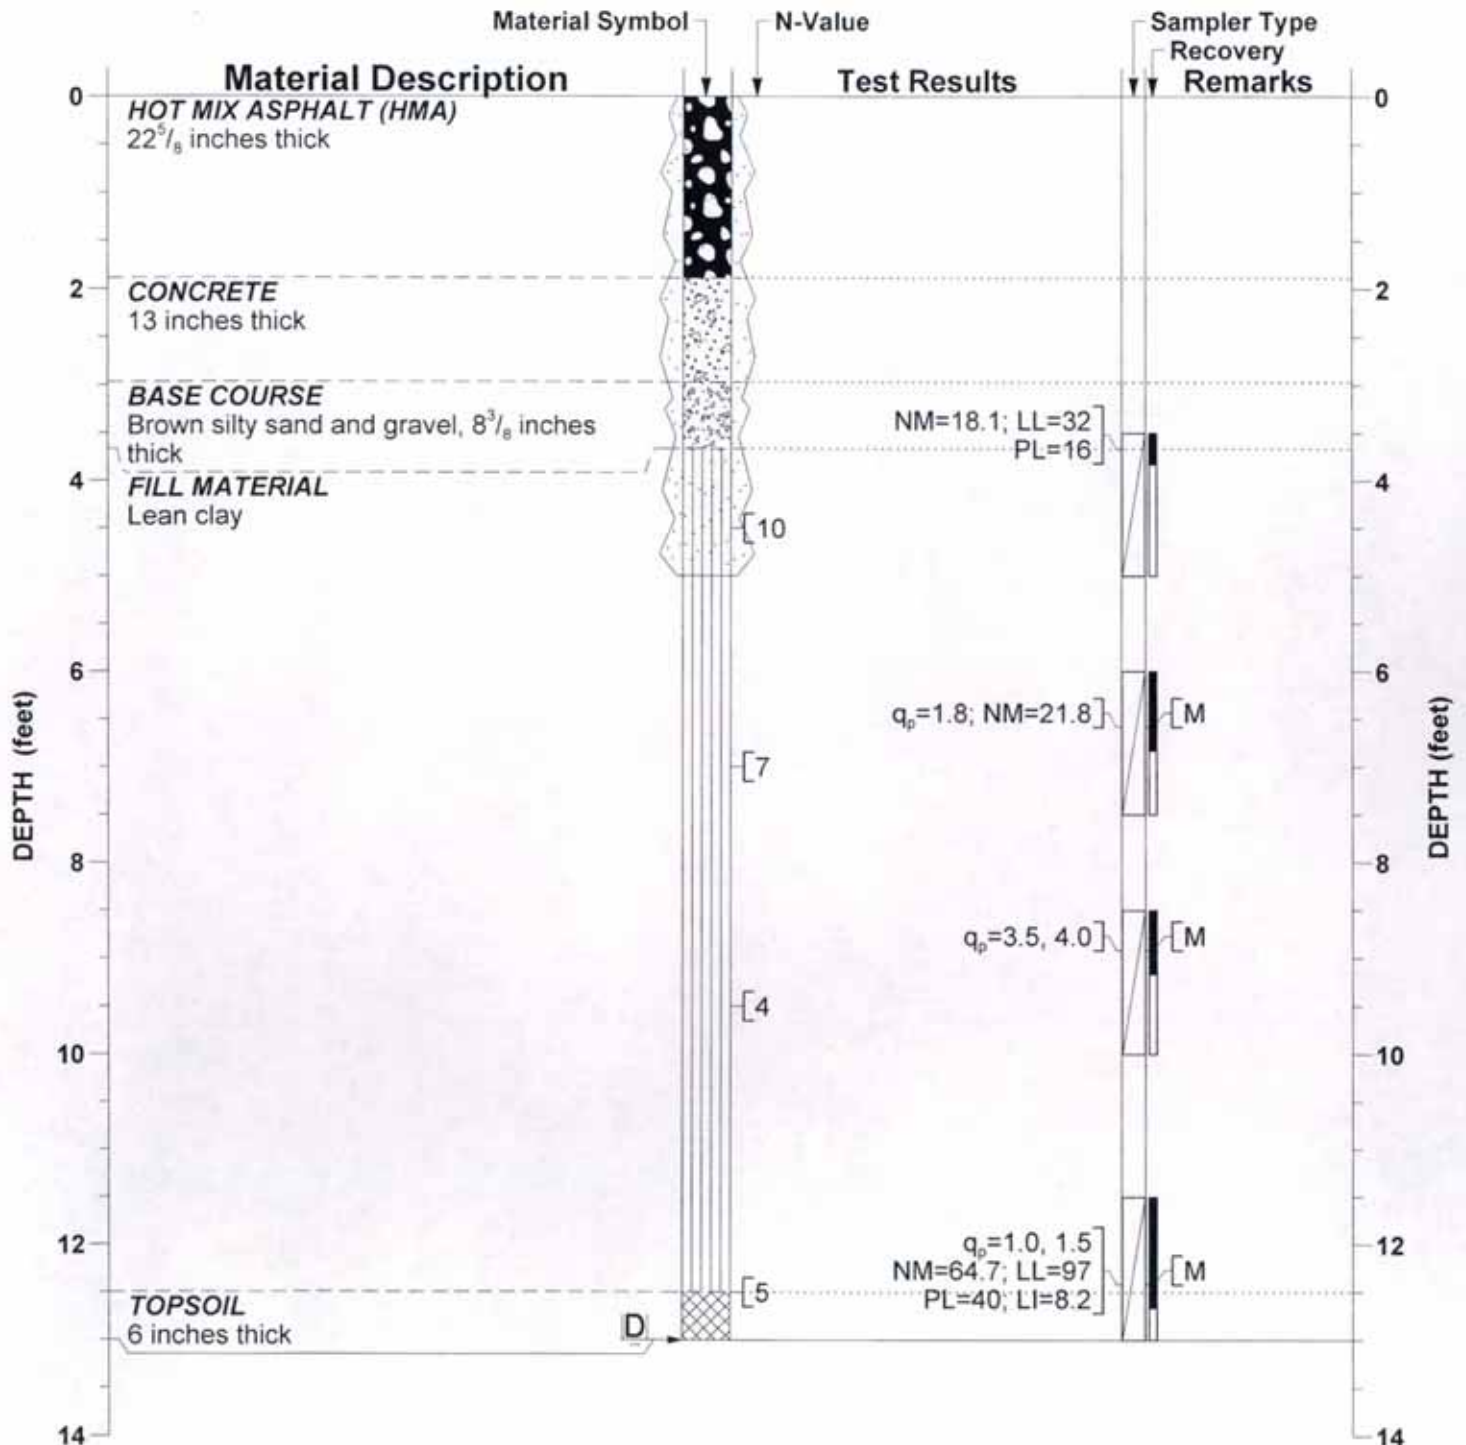 Material Symbol
N-Value
Sampler Type
Recovery
Material Description
Test Results
Remarks
0
HOT MIX ASPHALT (HMA)
0
22 5/8 inches thick
2
CONCRETE
2
13 inches thick
BASE COURSE
Brown silty sand and gravel, 8 3/8 inches
thick
NM=18.1; LL=32
PL=16
4
FILL MATERIAL
4
Lean clay
10
6
6
qp=1.8; NM=21.8
M
7
DEPTH (feet)
DEPTH (feet)
8
8
qp=3.5, 4.0
M
4
10
10
12
qp=1.0, 1.5
12
NM=64.7; LL=97
M
PL=40; LI=8.2
5
TOPSOIL
6 inches thick
D
14
14